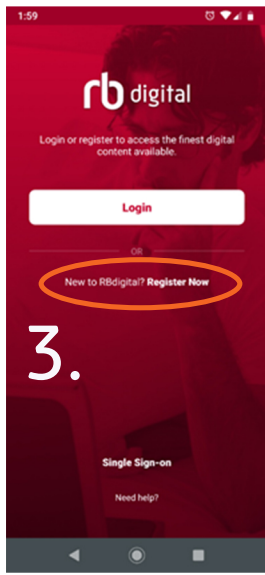 1:59
rb digital
Login or register to access the finest digital
content available.
Login
OR
New to RBdigital? Register Now
3.
Single Sign-on
Need help?